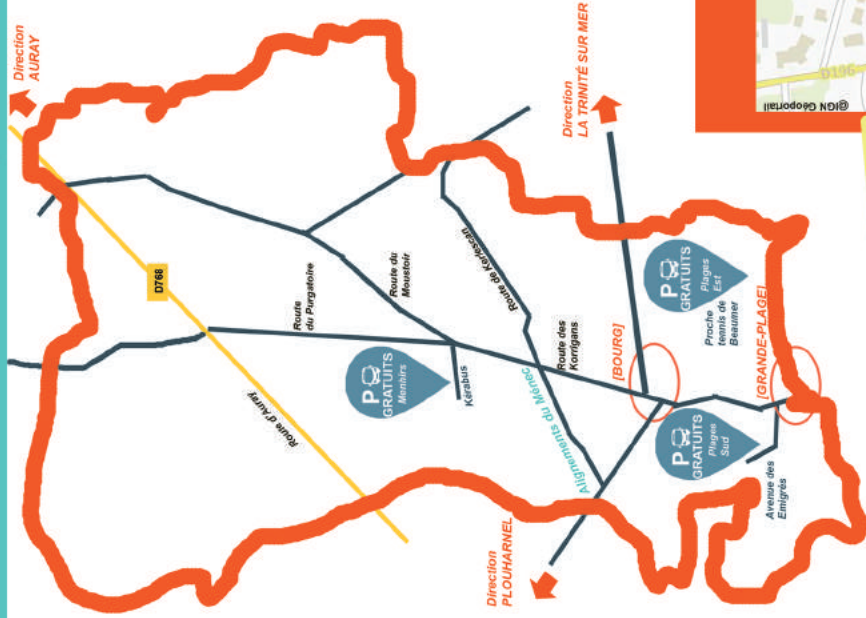 Direction
AURAY
D768
Route
du Purgatoire
Route du
Moustoir
Route d'Auray
P
GRATUITS
Menhirs
Kérabus
Route de Kerlescan
Direction
LA TRINITÉ SUR MER
Alignements du Ménec
Route des
Korrigans
[BOURG]
Direction
PLOUHARNEL
P
GRATUITS
Plages
Est
Proche
tennis de
Beaumer
P
GRATUITS
Plages
Sud
[GRANDE-PLAGE]
Avenue des
Emigrés
D196
@IGN Géoportail